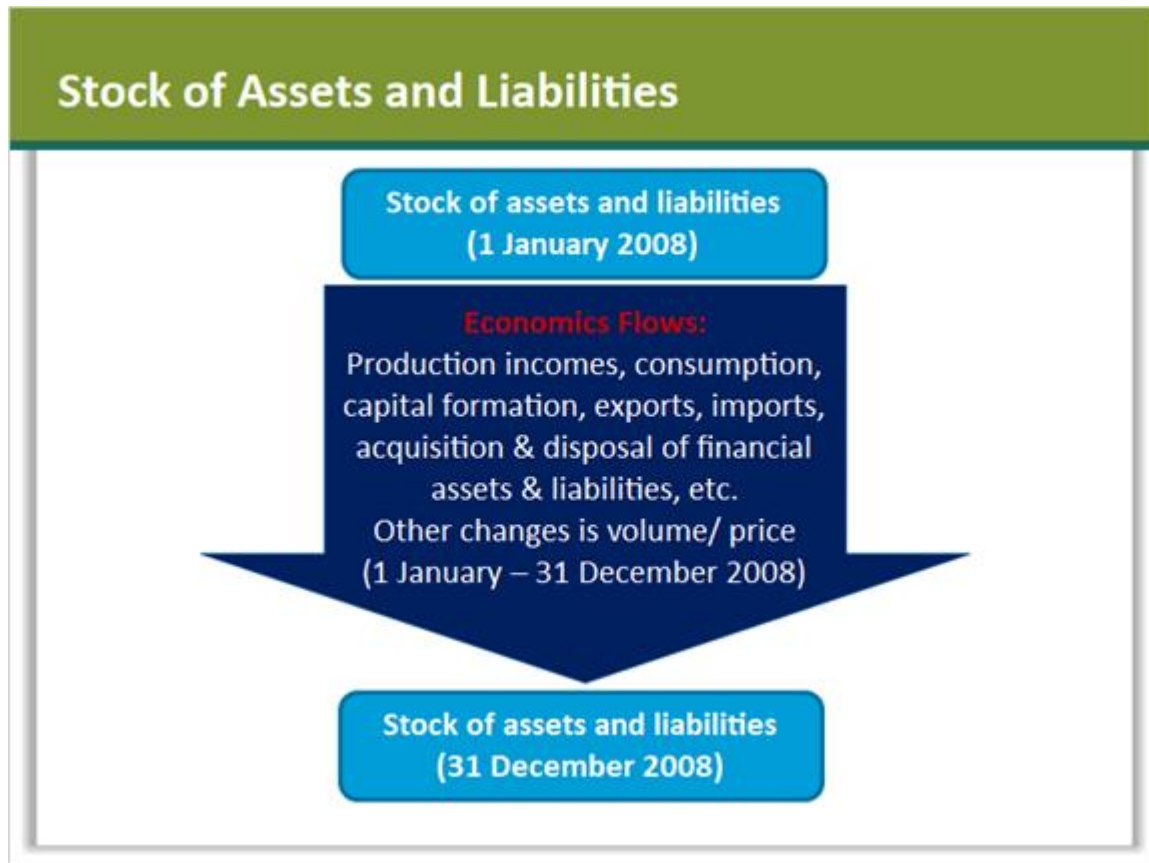 Stock of Assets and Liabilities
Stock of assets and liabilities
(1 January 2008)
Economics Flows:
Production incomes, consumption,
capital formation, exports, imports,
acquisition & disposal of financial
assets & liabilities, etc.
Other changes is volume/ price
(1 January – 31 December 2008)
Stock of assets and liabilities
(31 December 2008)